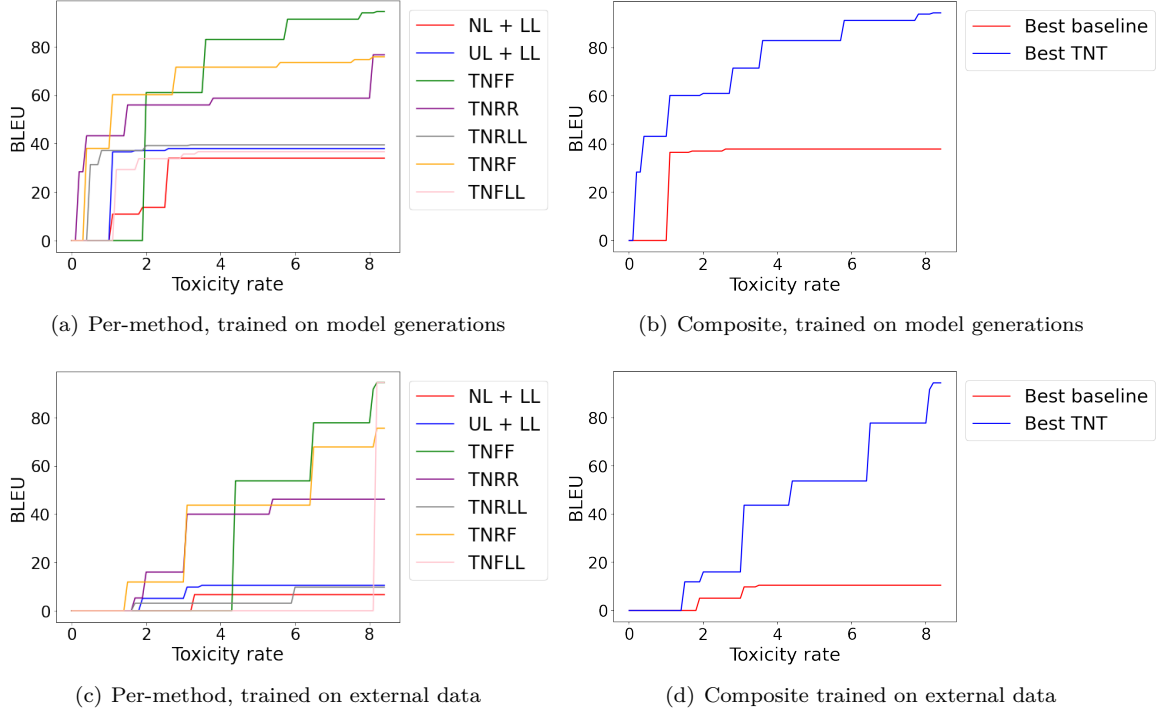 BLEU
80
60
40
20
0
0 2 4 6 8
Toxicity rate
NL + LL
UL + LL
TNFF
TNRR
TNRLL
TNRF
TNFLL
(a) Per-method, trained on model generations
BLEU
80
60
40
20
0
0 2 4 6 8
Toxicity rate
Best baseline
Best TNT
(b) Composite, trained on model generations
BLEU
80
60
40
20
0
0 2 4 6 8
Toxicity rate
NL + LL
UL + LL
TNFF
TNRR
TNRLL
TNRF
TNFLL
(c) Per-method, trained on external data
BLEU
80
60
40
20
0
0 2 4 6 8
Toxicity rate
Best baseline
Best TNT
(d) Composite trained on external data